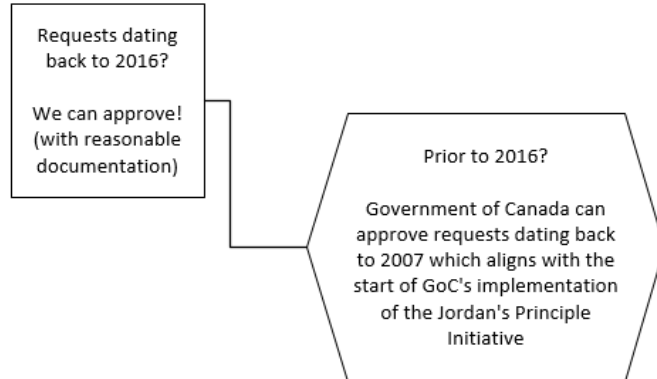 Requests dating
back to 2016?
We can approve!
(with reasonable
documentation)
Prior to 2016?
Government of Canada can
approve requests dating back
to 2007 which aligns with the
start of GoC's implementation
of the Jordan's Principle
Initiative